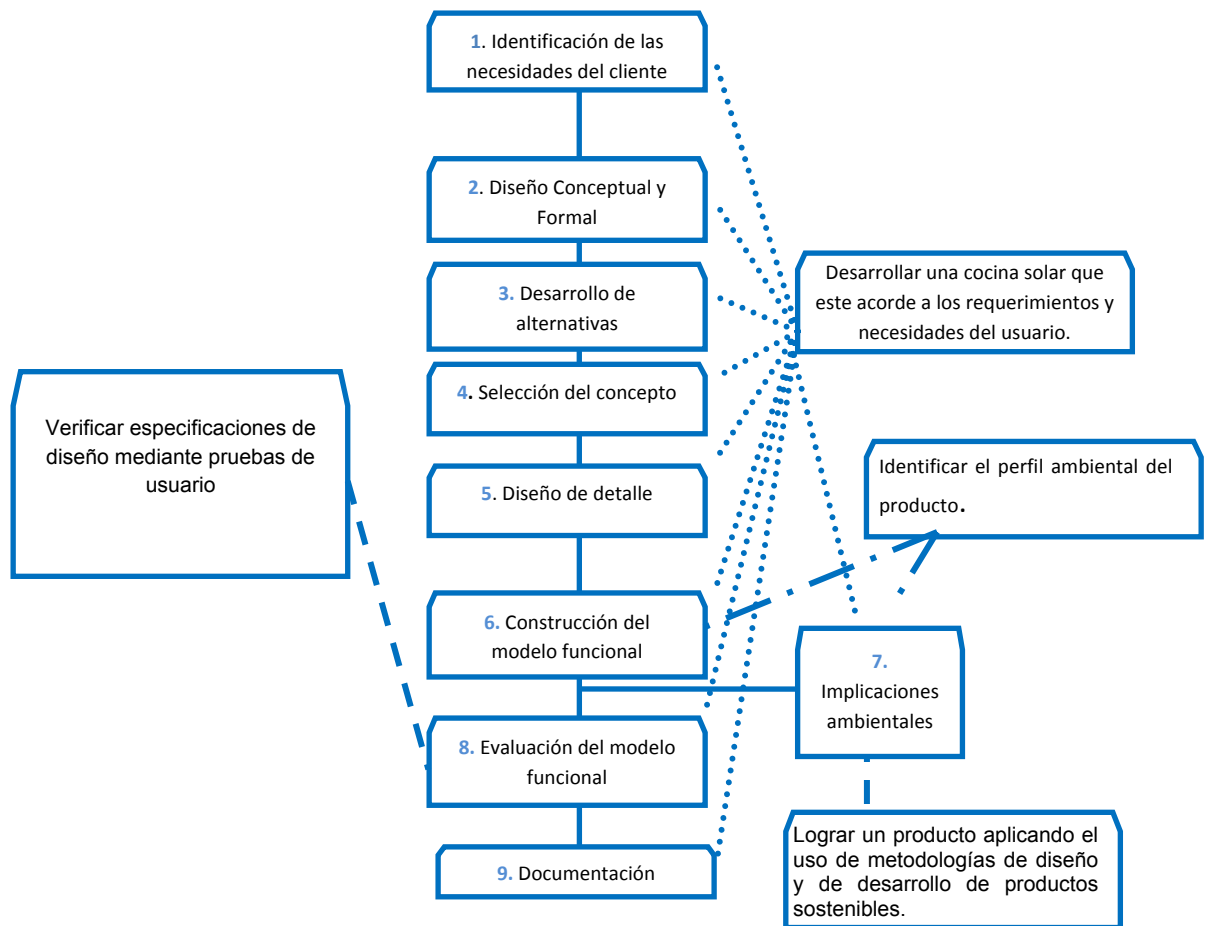 1. Identificación de las
necesidades del cliente
2. Diseño Conceptual y
Formal
Desarrollar una cocina solar que
este acorde a los requerimientos y
necesidades del usuario.
3. Desarrollo de
alternativas
4. Selección del concepto
Verificar especificaciones de
diseño mediante pruebas de
usuario
Identificar el perfil ambiental del
producto.
5. Diseño de detalle
6. Construcción del
modelo funcional
7.
Implicaciones
ambientales
8. Evaluación del modelo
funcional
Lograr un producto aplicando el
uso de metodologías de diseño
y de desarrollo de productos
sostenibles.
9. Documentación